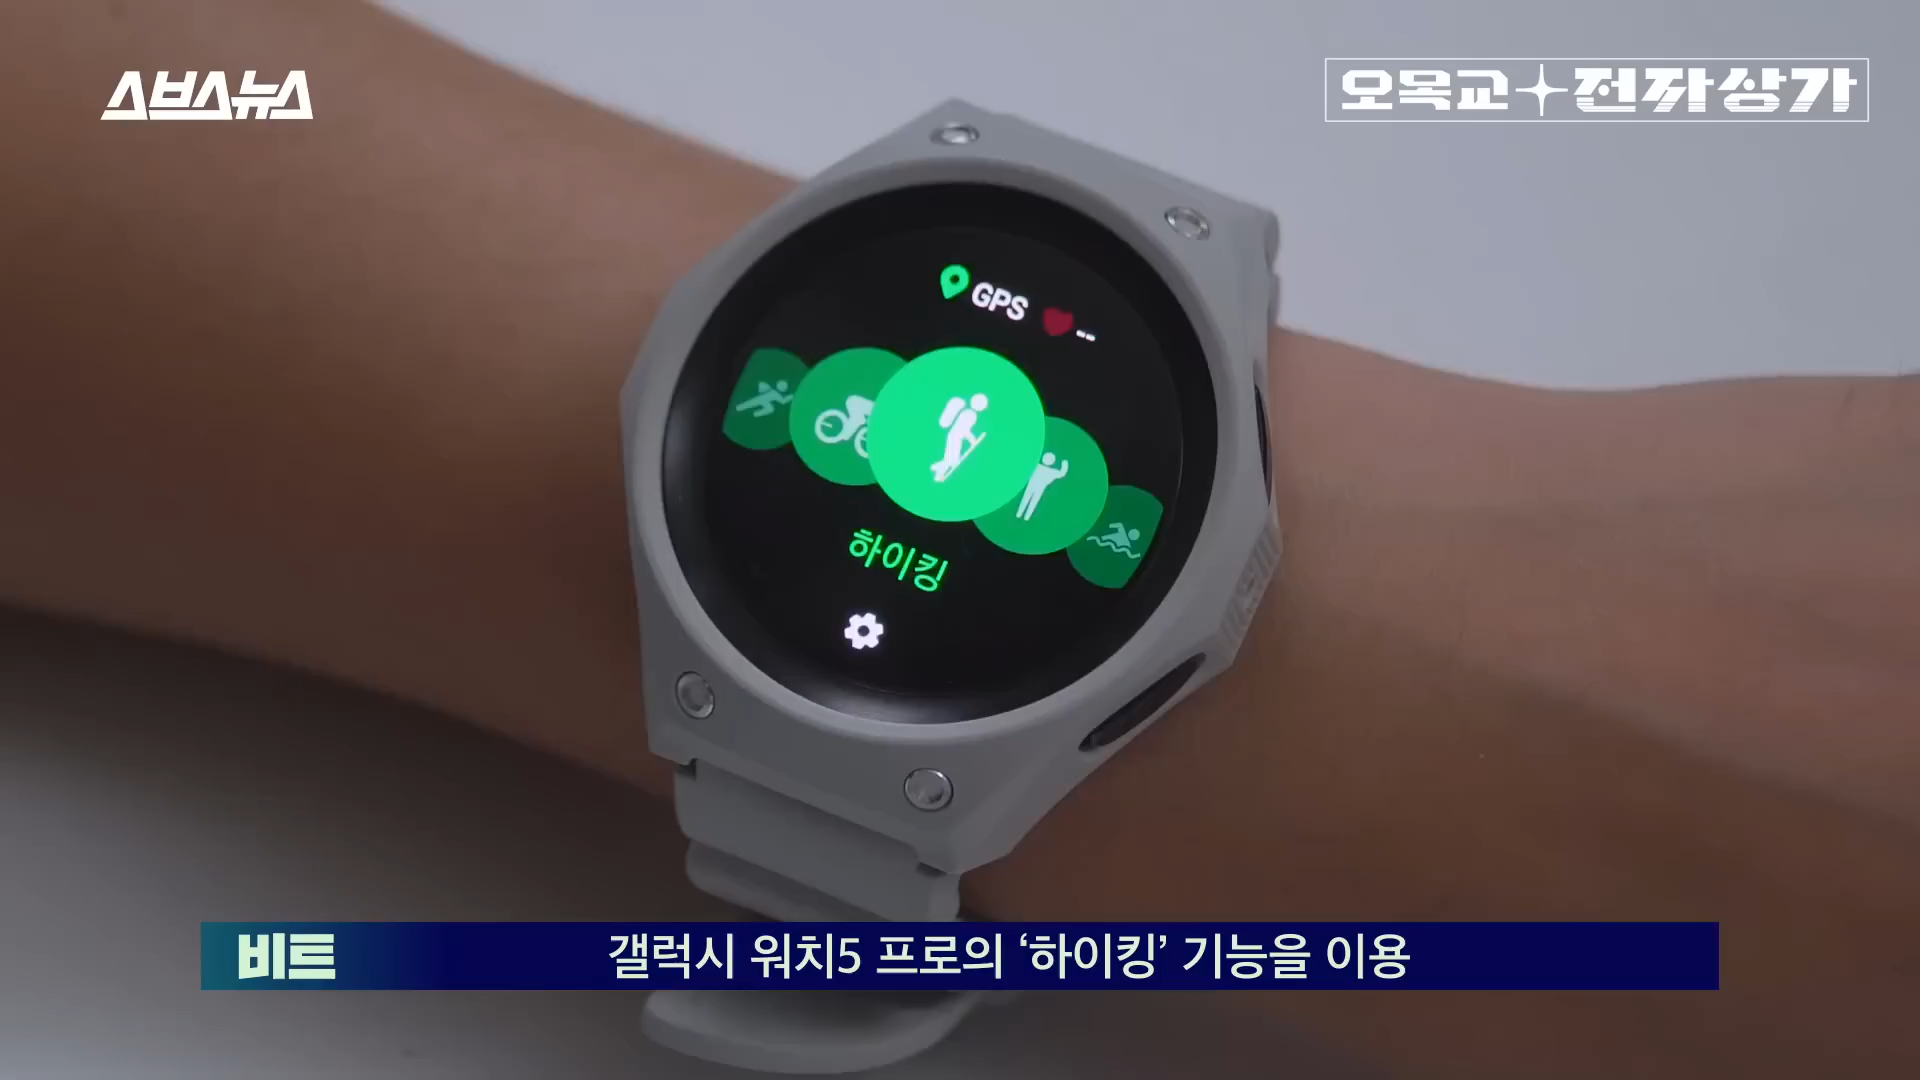 스브스뉴스
오목교 전자상가
GPS --
하이킹
비트
갤럭시 워치5 프로의 ‘하이킹’ 기능을 이용